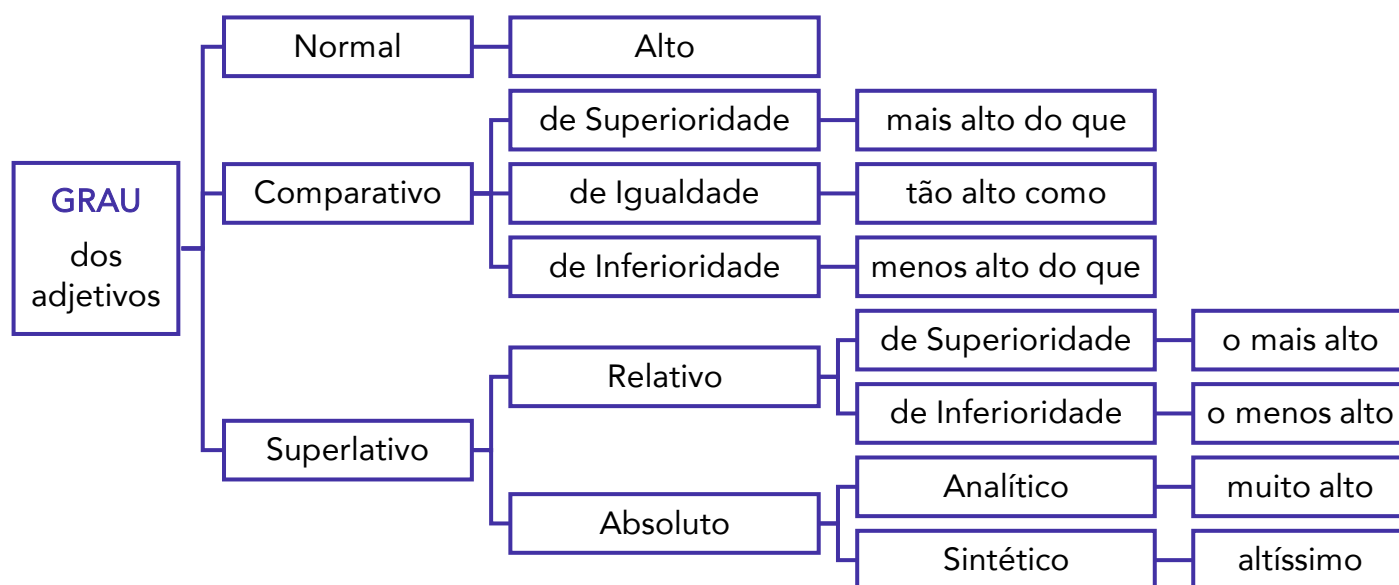 GRAU
dos
adjetivos
Normal
Alto
Comparativo
de Superioridade
mais alto do que
de Igualdade
tão alto como
de Inferioridade
menos alto do que
Superlativo
Relativo
de Superioridade
o mais alto
de Inferioridade
o menos alto
Absoluto
Analítico
muito alto
Sintético
altíssimo